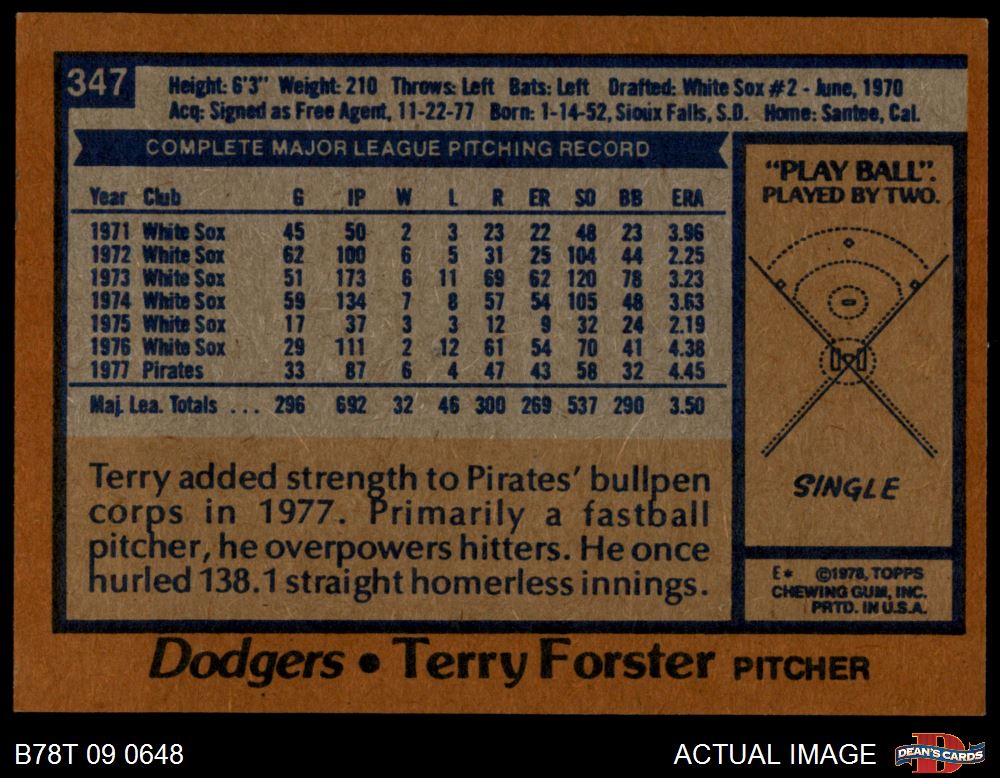 347
Height: 6'3" Weight: 210 Throws: Left Bats: Left Drafted: White Sox #2 - June, 1970
Acq: Signed as Free Agent, 11-22-77 Born: 1-14-52, Sioux Falls, S.D. Home: Santee, Cal.
COMPLETE MAJOR LEAGUE PITCHING RECORD
Year Club G IP W L R ER SO BB ERA
1971 White Sox 45 50 2 3 23 22 48 23 3.96
1972 White Sox 62 100 6 5 31 25 104 44 2.25
1973 White Sox 51 173 6 11 69 62 120 78 3.23
1974 White Sox 59 134 7 8 57 54 105 48 3.63
1975 White Sox 17 37 3 3 12 9 32 24 2.19
1976 White Sox 29 111 2 12 61 54 70 41 4.38
1977 Pirates 33 87 6 4 47 43 58 32 4.45
Maj. Lea. Totals ... 296 692 32 46 300 269 537 290 3.50
Terry added strength to Pirates' bullpen
corps in 1977. Primarily a fastball
pitcher, he overpowers hitters. He once
hurled 138.1 straight homerless innings.
"PLAY BALL".
PLAYED BY TWO.
SINGLE
E* ©1978, TOPPS
CHEWING GUM, INC.
PRTD. IN U.S.A.
Dodgers • Terry Forster PITCHER
B78T 09 0648
ACTUAL IMAGE
DEAN'S CARDS